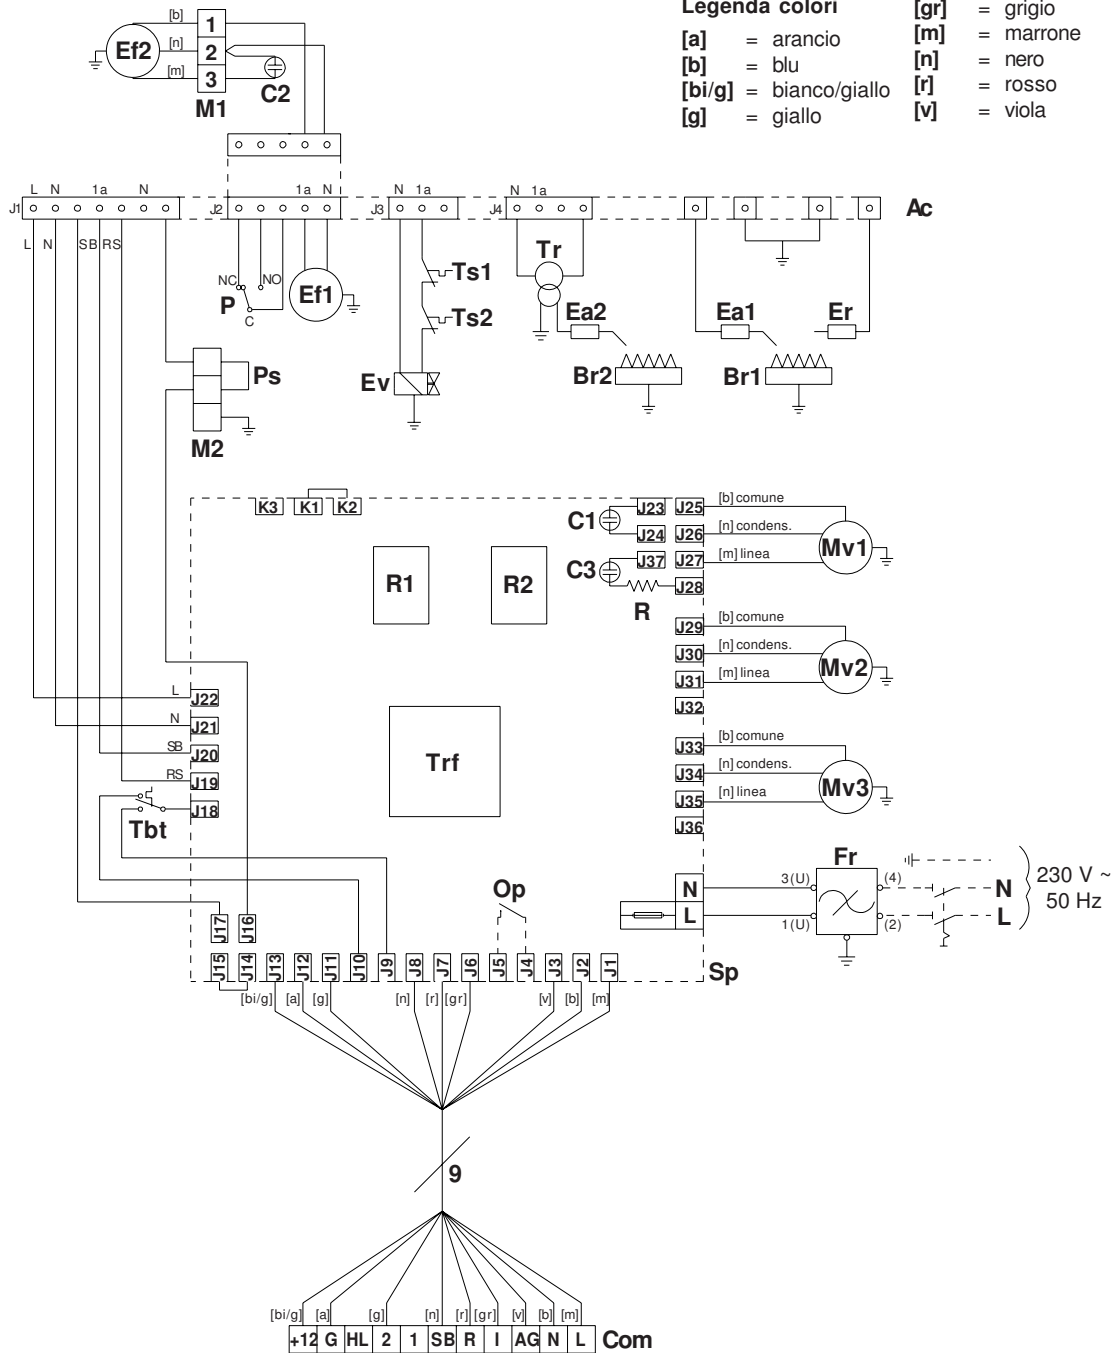 Legenda colori
[a] = arancio
[b] = blu
[bi/g] = bianco/giallo
[g] = giallo
[gr] = grigio
[m] = marrone
[n] = nero
[r] = rosso
[v] = viola
[b] 1
Ef2 [n] 2
[m] 3 C2
M1
L N 1a N 1a N N 1a N 1a
J1 J2 J3 J4 Ac
L N SB RS
NC NO
P C Ef1
Ts1
Ts2
Ev
Tr
Ea2
Br2
Ea1 Er
Br1
Ps
M2
K3 K1 K2
C1 J23 J25 [b] comune
J24 J26 [n] condens. Mv1
C3 J37 J27 [m] linea
R J28
R1 R2
J29 [b] comune
J30 [n] condens. Mv2
J31 [m] linea
J32
L J22
N J21
SB J20
RS J19
J18
Tbt
Trf
J33 [b] comune
J34 [n] condens. Mv3
J35 [n] linea
J36
Fr
N 3(U) (4) N
L 1(U) (2) L
230 V ~
50 Hz
Op
J17 J16
J15 J14 J13 J12 J11 J10 J9 J8 J7 J6 J5 J4 J3 J2 J1 Sp
[bi/g] [a] [g] [n] [r] [gr] [v] [b] [m]
9
[bi/g] [a] [g] [n] [r] [gr] [v] [b] [m]
+12 G HL 2 1 SB R I AG N L Com